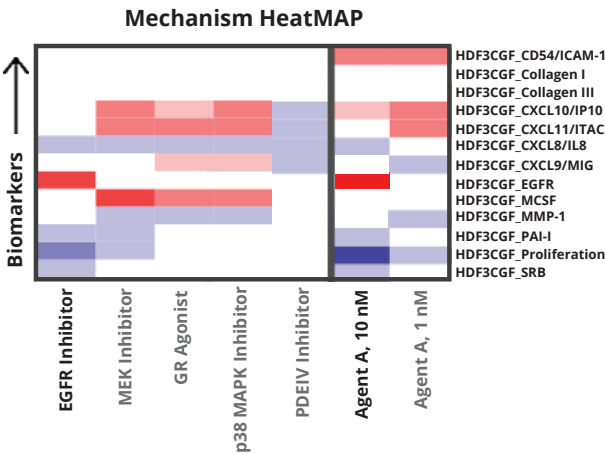 Mechanism HeatMAP
Biomarkers
HDF3CGF_CD54/ICAM-1
HDF3CGF_Collagen I
HDF3CGF_Collagen III
HDF3CGF_CXCL10/IP10
HDF3CGF_CXCL11/ITAC
HDF3CGF_CXCL8/IL8
HDF3CGF_CXCL9/MIG
HDF3CGF_EGFR
HDF3CGF_MCSF
HDF3CGF_MMP-1
HDF3CGF_PAI-I
HDF3CGF_Proliferation
HDF3CGF_SRB
EGFR Inhibitor
MEK Inhibitor
GR Agonist
p38 MAPK Inhibitor
PDEIV Inhibitor
Agent A, 10 nM
Agent A, 1 nM